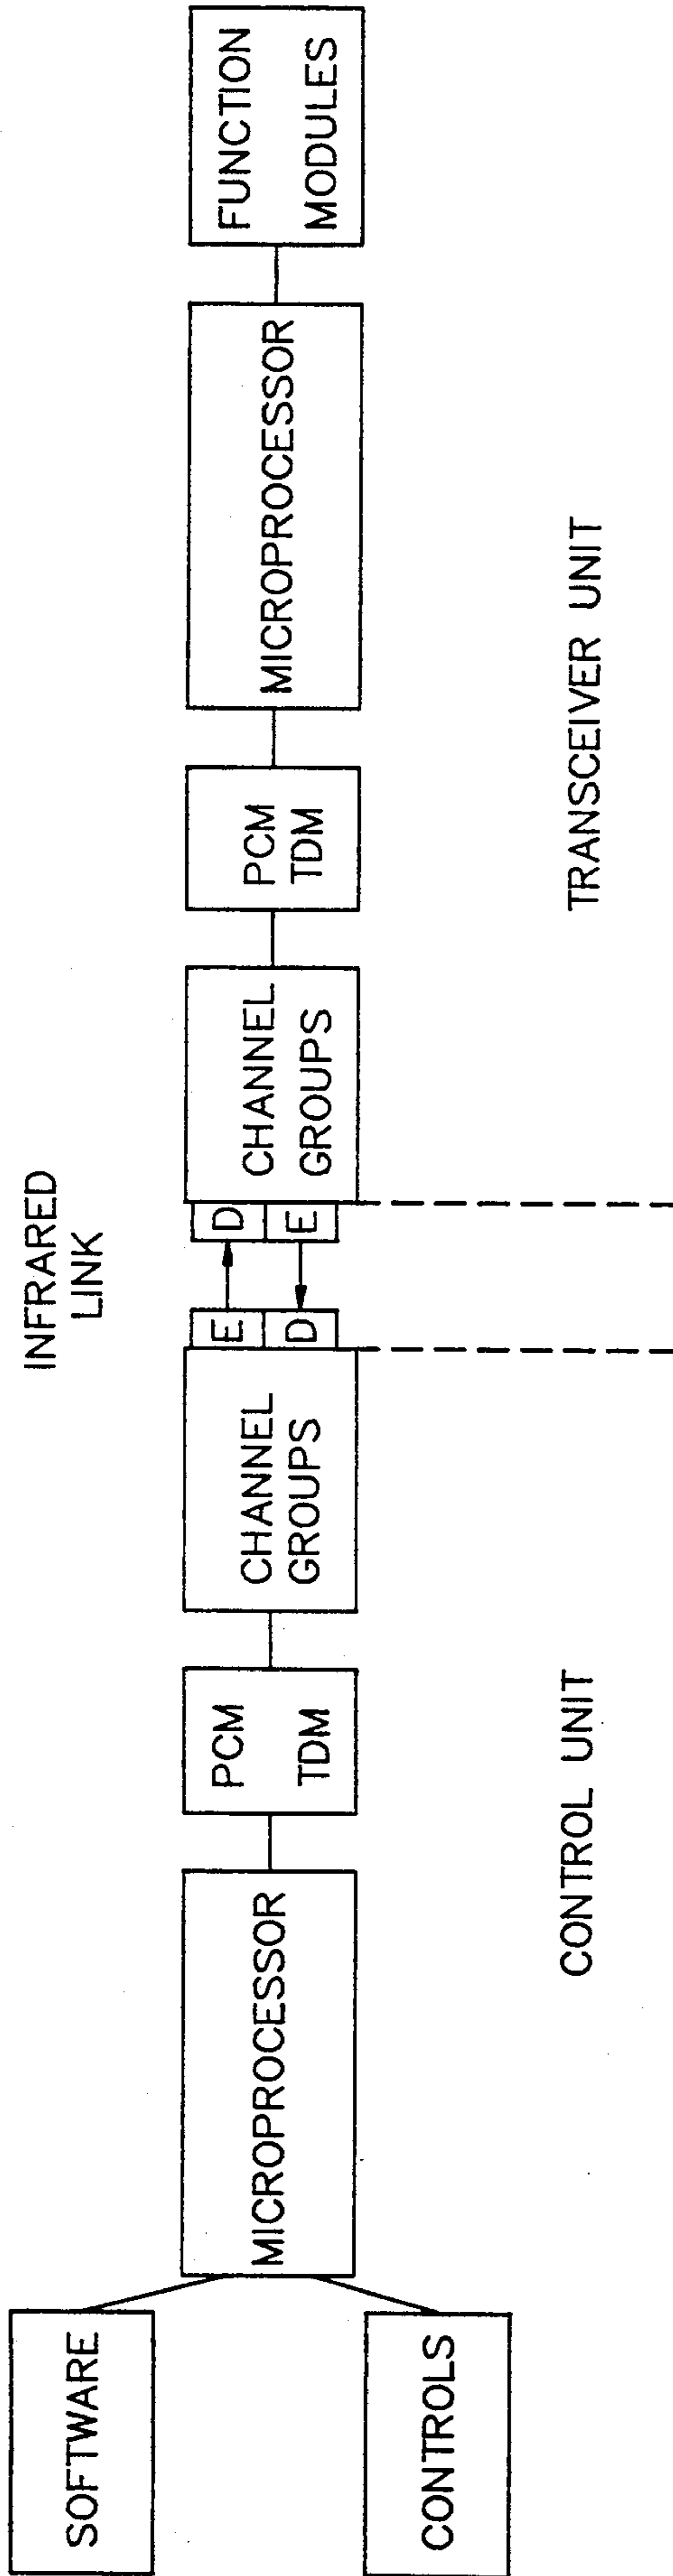 INFRARED
LINK
SOFTWARE
CONTROLS
MICROPROCESSOR
PCM
TDM
CHANNEL
GROUPS
E
D
D
E
CHANNEL
GROUPS
PCM
TDM
MICROPROCESSOR
FUNCTION
MODULES
CONTROL UNIT
TRANSCEIVER UNIT